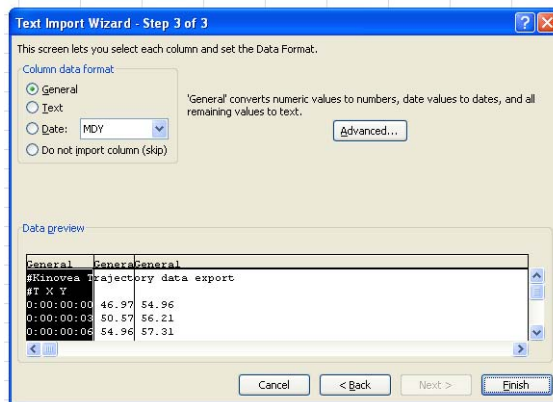 Text Import Wizard - Step 3 of 3
This screen lets you select each column and set the Data Format.
Column data format
General
Text
Date: MDY
Do not import column (skip)
'General' converts numeric values to numbers, date values to dates, and all
remaining values to text.
Advanced...
Data preview
General Genera General
#Kinovea Trajectory data export
#T X Y
0:00:00:00 46.97 54.96
0:00:00:03 50.57 56.21
0:00:00:06 54.96 57.31
Cancel < Back Next > Finish